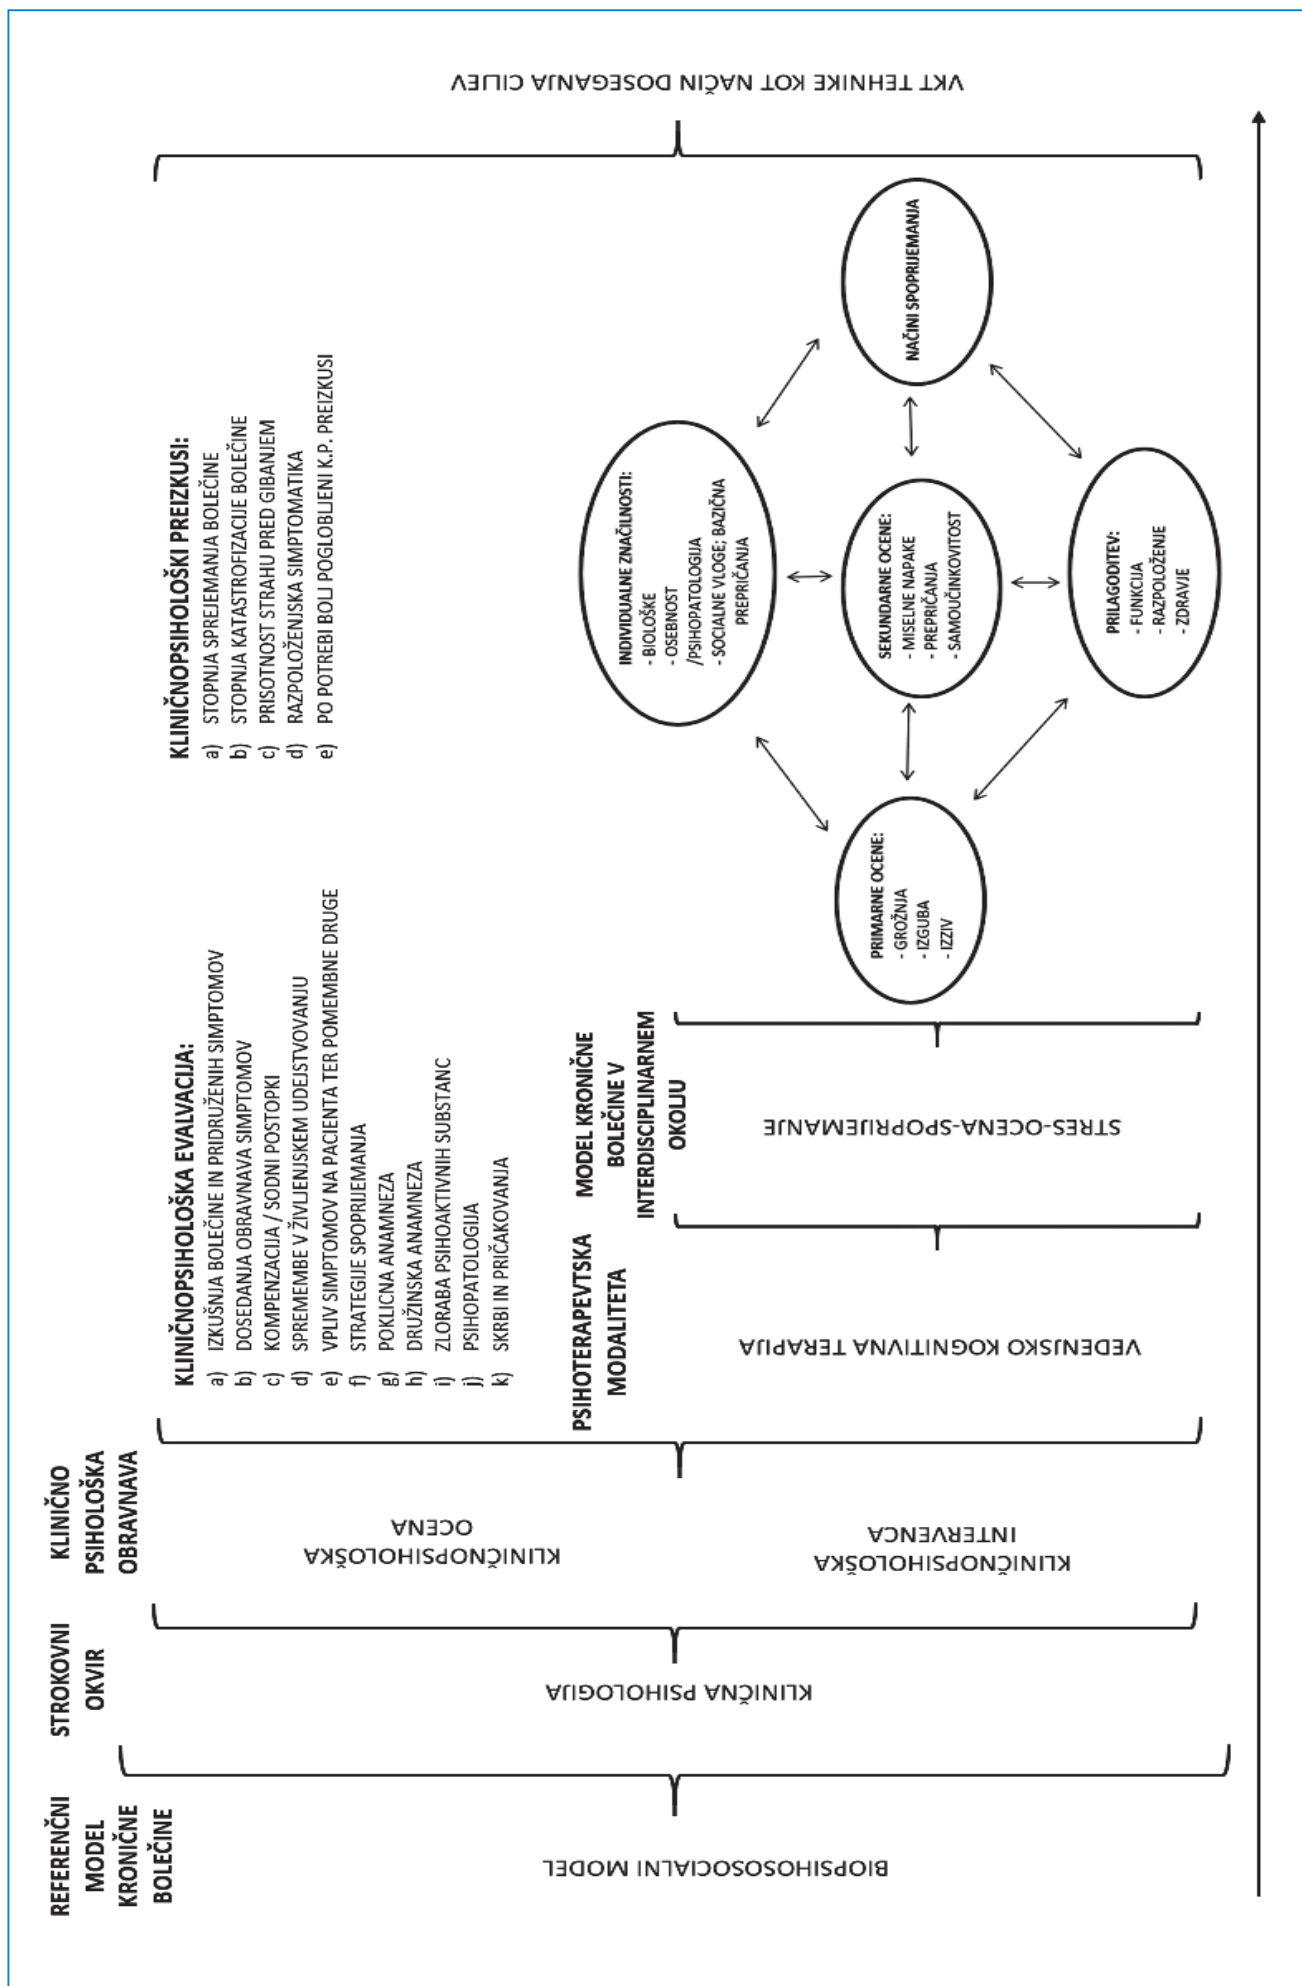 REFERENČNI
MODEL
KRONIČNE
BOLEČINE
BIOPSIHOSOCIALNI MODEL
STROKOVNI
OKVIR
KLINIČNA PSIHOLOGIJA
KLINIČNO
PSIHOLOŠKA
OBRAVNAVA
KLINIČNOPSIHOLOŠKA
OCENA
KLINIČNOPSIHOLOŠKA
INTERVENCA
KLINIČNOPSIHOLOŠKA EVALVACIJA:
a) IZKUŠNJA BOLEČINE IN PRIDRUŽENIH SIMPTOMOV
b) DOSEDANJA OBRAVNAVA SIMPTOMOV
c) KOMPENZACIJA / SODNI POSTOPKI
d) SPREMEMBE V ŽIVLJENJSKEM UDEJSTVOVANJU
e) VPLIV SIMPTOMOV NA PACIENTA TER POMEMBNE DRUGE
f) STRATEGIJE SPOPRIJEMANJA
g) POKLICNA ANAMNEZA
h) DRUŽINSKA ANAMNEZA
i) ZLORABA PSIHOAKTIVNIH SUBSTANC
j) PSIHOPATOLOGIJA
k) SKRBI IN PRIČAKOVANJA
KLINIČNOPSIHOLOŠKI PREIZKUSI:
a) STOPNJA SPREJEMANJA BOLEČINE
b) STOPNJA KATASTROFIZACIJE BOLEČINE
c) PRISOTNOST STRAHU PRED GIBANJEM
d) RAZPOLOŽENJSKA SIMPTOMATIKA
e) PO POTREBI BOLJ POGLOBLJENI K.P. PREIZKUSI
PSIHOTERAPEVTSKA
MODALITETA
VEDENJSKO KOGNITIVNA TERAPIJA
MODEL KRONIČNE
BOLEČINE V
INTERDISCIPLINARNEM
OKOLJU
STRES-OCENA-SPOPRIJEMANJE
PRIMARNE OCENE:
- GROŽNJA
- IZGUBA
- IZZIV
INDIVIDUALNE ZNAČILNOSTI:
- BIOLOŠKE
- OSEBNOST
/PSIHOPATOLOGIJA
- SOCIALNE VLOGE; BAZIČNA
PREPRIČANJA
SEKUNDARNE OCENE:
- MISELNE NAPAKE
- PREPRIČANJA
- SAMOUČINKOVITOST
PRILAGODITEV:
- FUNKCIJA
- RAZPOLOŽENJE
- ZDRAVJE
NAČINI SPOPRIJEMANJA
VKT TEHNIKE KOT NAČIN DOSEGANJA CILJEV